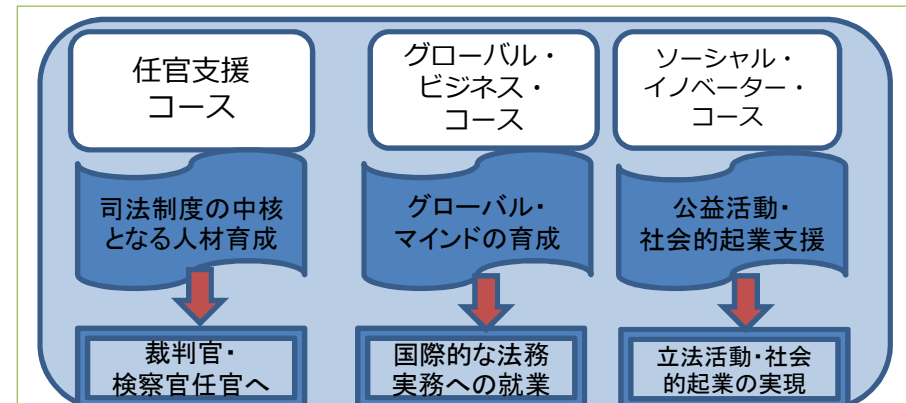 任官支援
コース
グローバル・
ビジネス・
コース
ソーシャル・
イノベーター・
コース
司法制度の中核
となる人材育成
グローバル・
マインドの育成
公益活動・
社会的起業支援
裁判官・
検察官任官へ
国際的な法務
実務への就業
立法活動・社会
的起業の実現